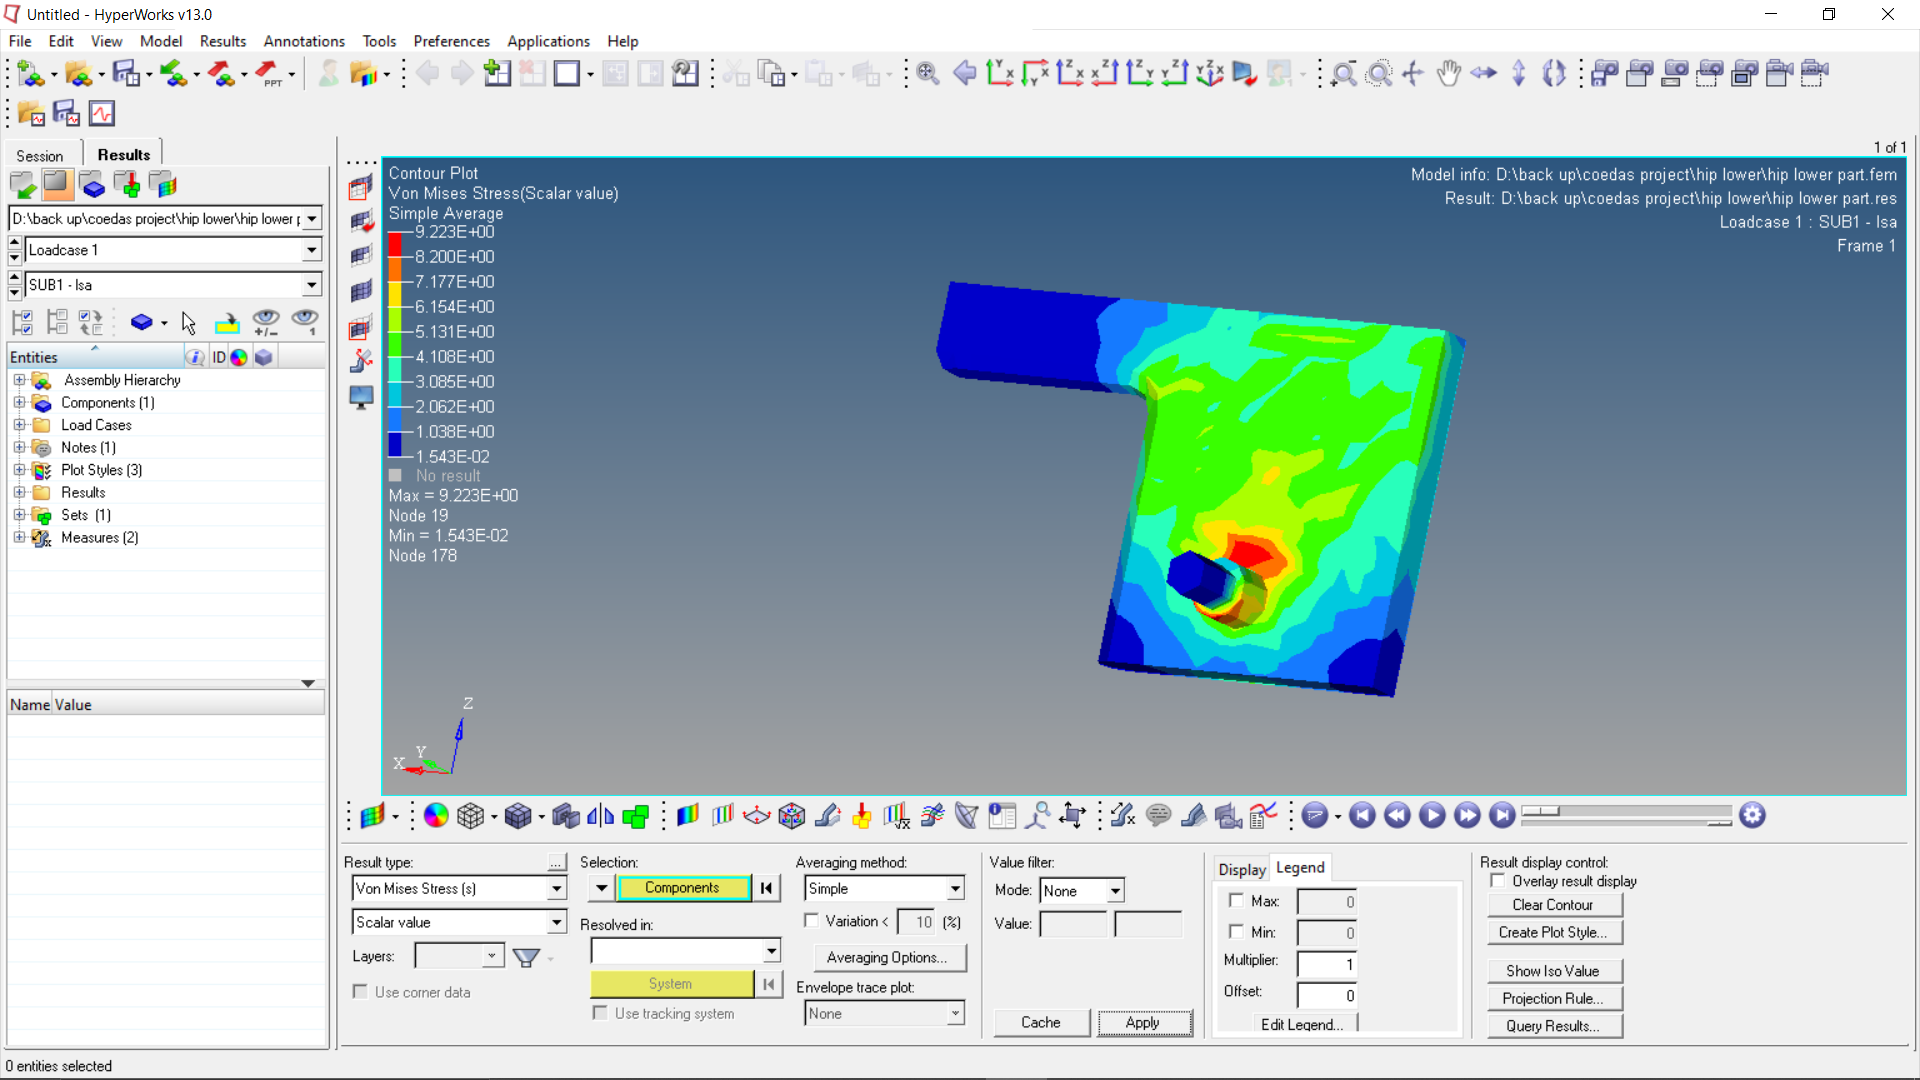 Untitled - HyperWorks v13.0
File Edit View Model Results Annotations Tools Preferences Applications Help
PPT
Session Results
1 of 1
D:\back up\coedas project\hip lower\hip lower p
Loadcase 1
SUB1 - lsa
Entities ID
Assembly Hierarchy
Components (1)
Load Cases
Notes (1)
Plot Styles (3)
Results
Sets (1)
Measures (2)
Name Value
Contour Plot
Von Mises Stress(Scalar value)
Simple Average
9.223E+00
8.200E+00
7.177E+00
6.154E+00
5.131E+00
4.108E+00
3.085E+00
2.062E+00
1.038E+00
1.543E-02
No result
Max = 9.223E+00
Node 19
Min = 1.543E-02
Node 178
Model info: D:\back up\coedas project\hip lower\hip lower part.fem
Result: D:\back up\coedas project\hip lower\hip lower part.res
Loadcase 1 : SUB1 - lsa
Frame 1
Z
Y
X
Result type: ...
Von Mises Stress (s)
Scalar value
Layers:
Use corner data
Selection:
Components
Resolved in:
System
Use tracking system
Averaging method:
Simple
Variation < 10 (%)
Averaging Options...
Envelope trace plot:
None
Value filter:
Mode: None
Value:
Cache Apply
Display Legend
Max: 0
Min: 0
Multiplier: 1
Offset: 0
Edit Legend...
Result display control:
Overlay result display
Clear Contour
Create Plot Style...
Show Iso Value
Projection Rule...
Query Results...
0 entities selected